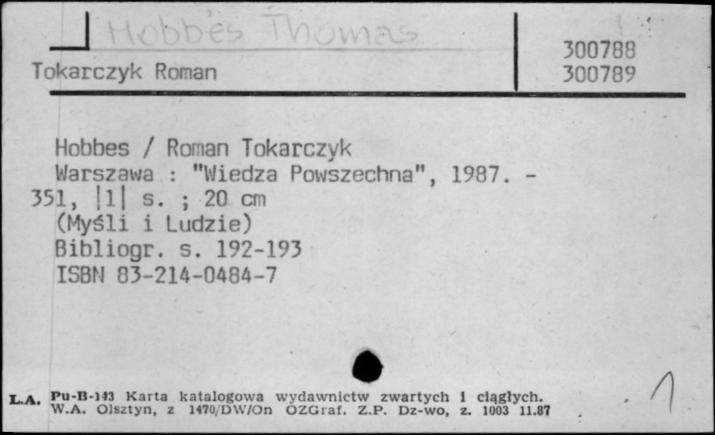 Hobbes Thomas
300788
Tokarczyk Roman
300789
Hobbes / Roman Tokarczyk
Warszawa : "Wiedza Powszechna", 1987. -
351, |1| s. ; 20 cm
(Myśli i Ludzie)
Bibliogr. s. 192-193
ISBN 83-214-0484-7
L.A. Pu-B-143 Karta katalogowa wydawnictw zwartych i ciągłych.
W.A. Olsztyn, z 1470/DW/On OZGraf. Z.P. Dz-wo, z. 1003 11.87
1